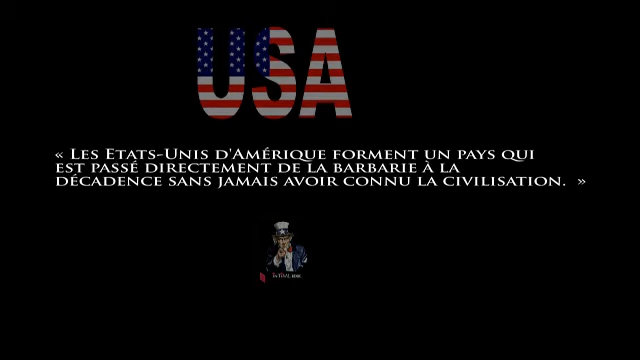 USA
« Les Etats-Unis d'Amérique forment un pays qui
est passé directement de la barbarie à la
décadence sans jamais avoir connu la civilisation. »